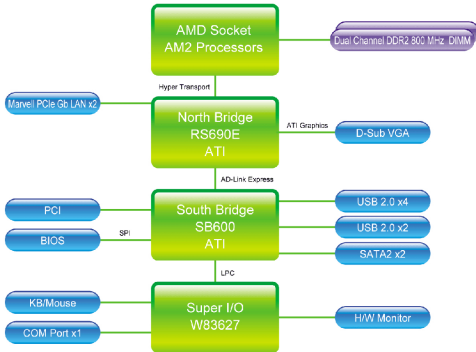 AMD Socket
AM2 Processors
Dual Channel DDR2 800 MHz DIMM
Hyper Transport
Marvell PCIe Gb LAN x2
North Bridge
RS690E
ATI
ATI Graphics
D-Sub VGA
AD-Link Express
PCI
South Bridge
SB600
ATI
USB 2.0 x4
BIOS
SPI
USB 2.0 x2
SATA2 x2
LPC
KB/Mouse
Super I/O
W83627
H/W Monitor
COM Port x1